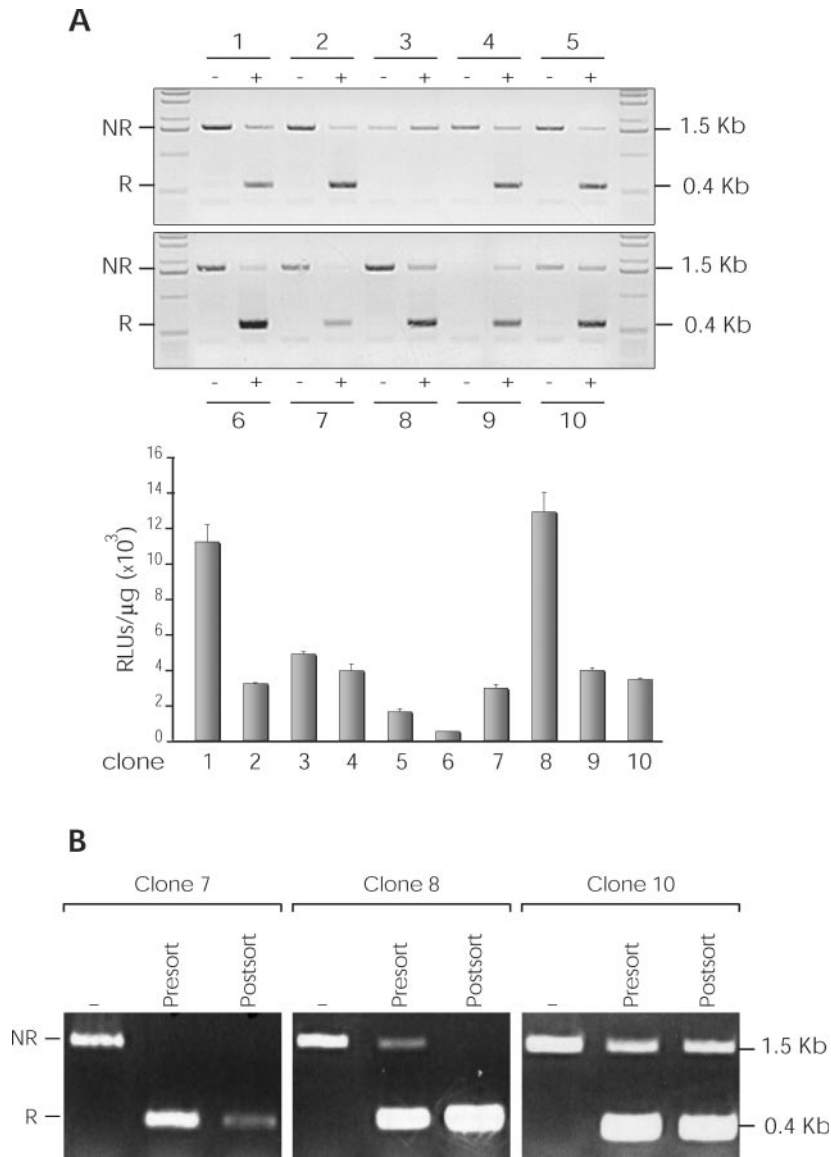 A
1 2 3 4 5
- + - + - + - + - +
NR 1.5 Kb
R 0.4 Kb
NR 1.5 Kb
R 0.4 Kb
- + - + - + - + - +
6 7 8 9 10
RLUs/µg (x10³)
16
14
12
10
8
6
4
2
0
clone 1 2 3 4 5 6 7 8 9 10
B
Clone 7 Clone 8 Clone 10
– Presort Postsort – Presort Postsort – Presort Postsort
NR 1.5 Kb
R 0.4 Kb